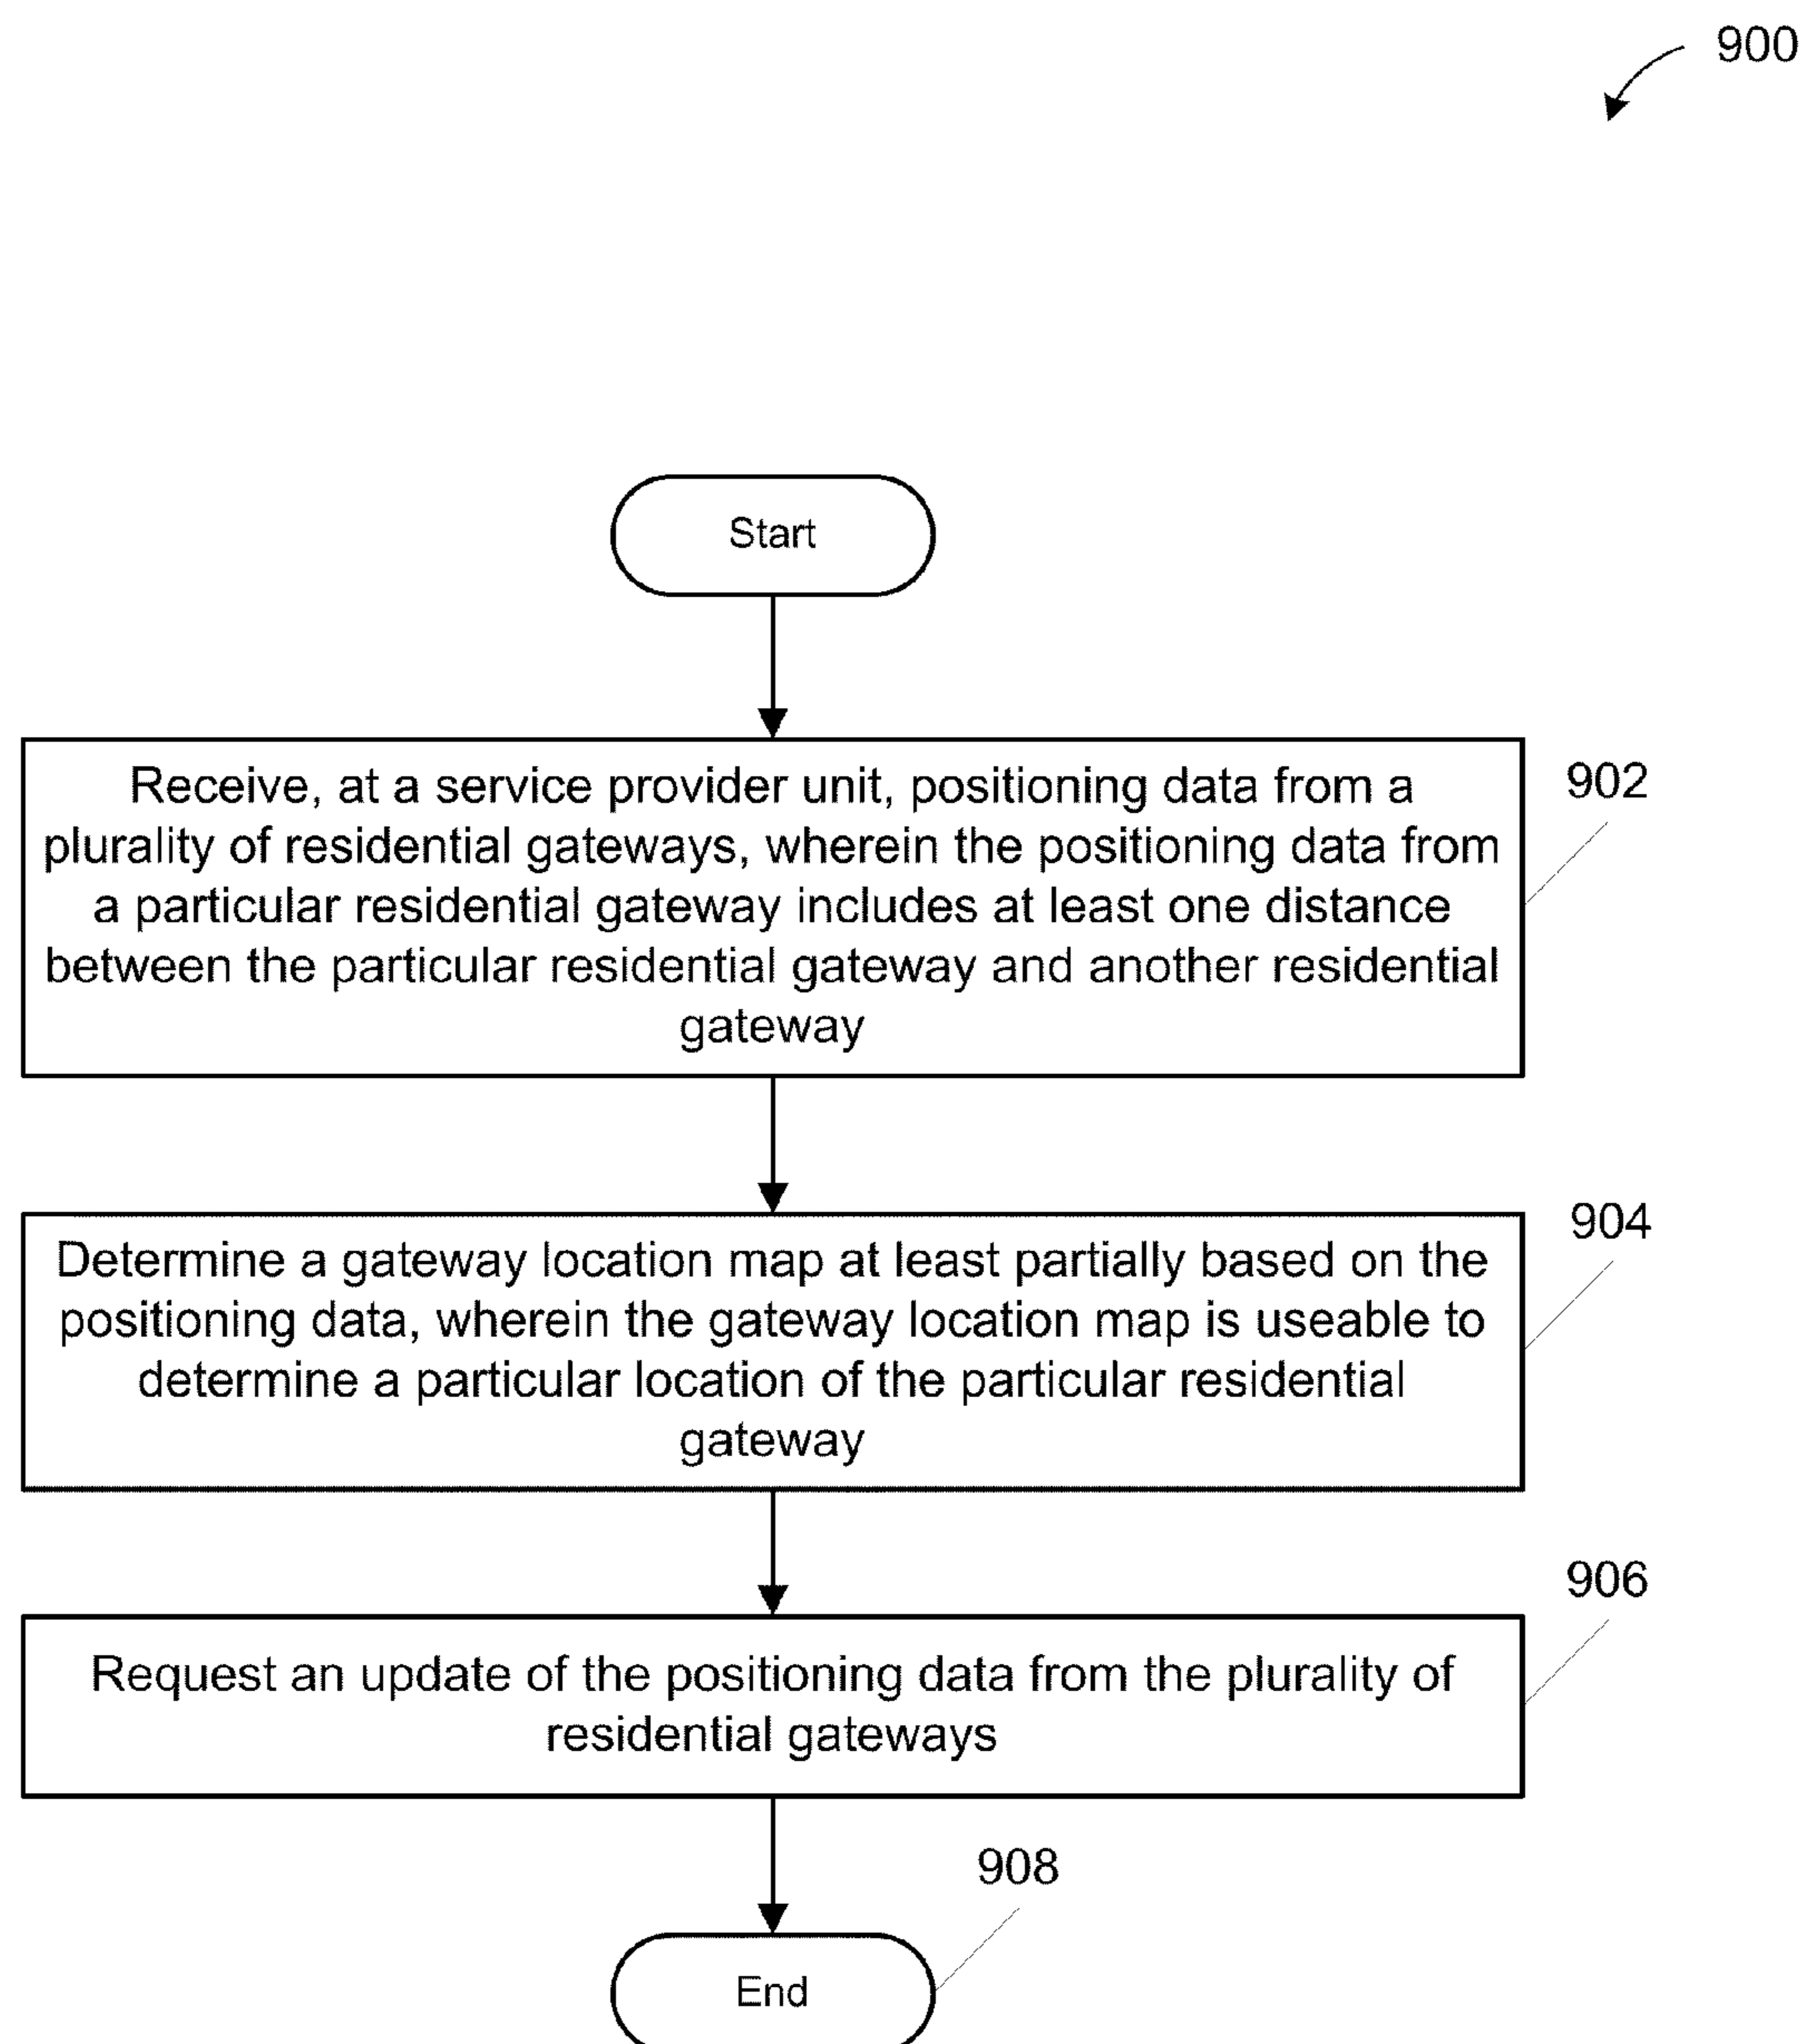 900
Start
Receive, at a service provider unit, positioning data from a
plurality of residential gateways, wherein the positioning data from
a particular residential gateway includes at least one distance
between the particular residential gateway and another residential
gateway
902
Determine a gateway location map at least partially based on the
positioning data, wherein the gateway location map is useable to
determine a particular location of the particular residential
gateway
904
Request an update of the positioning data from the plurality of
residential gateways
906
End
908